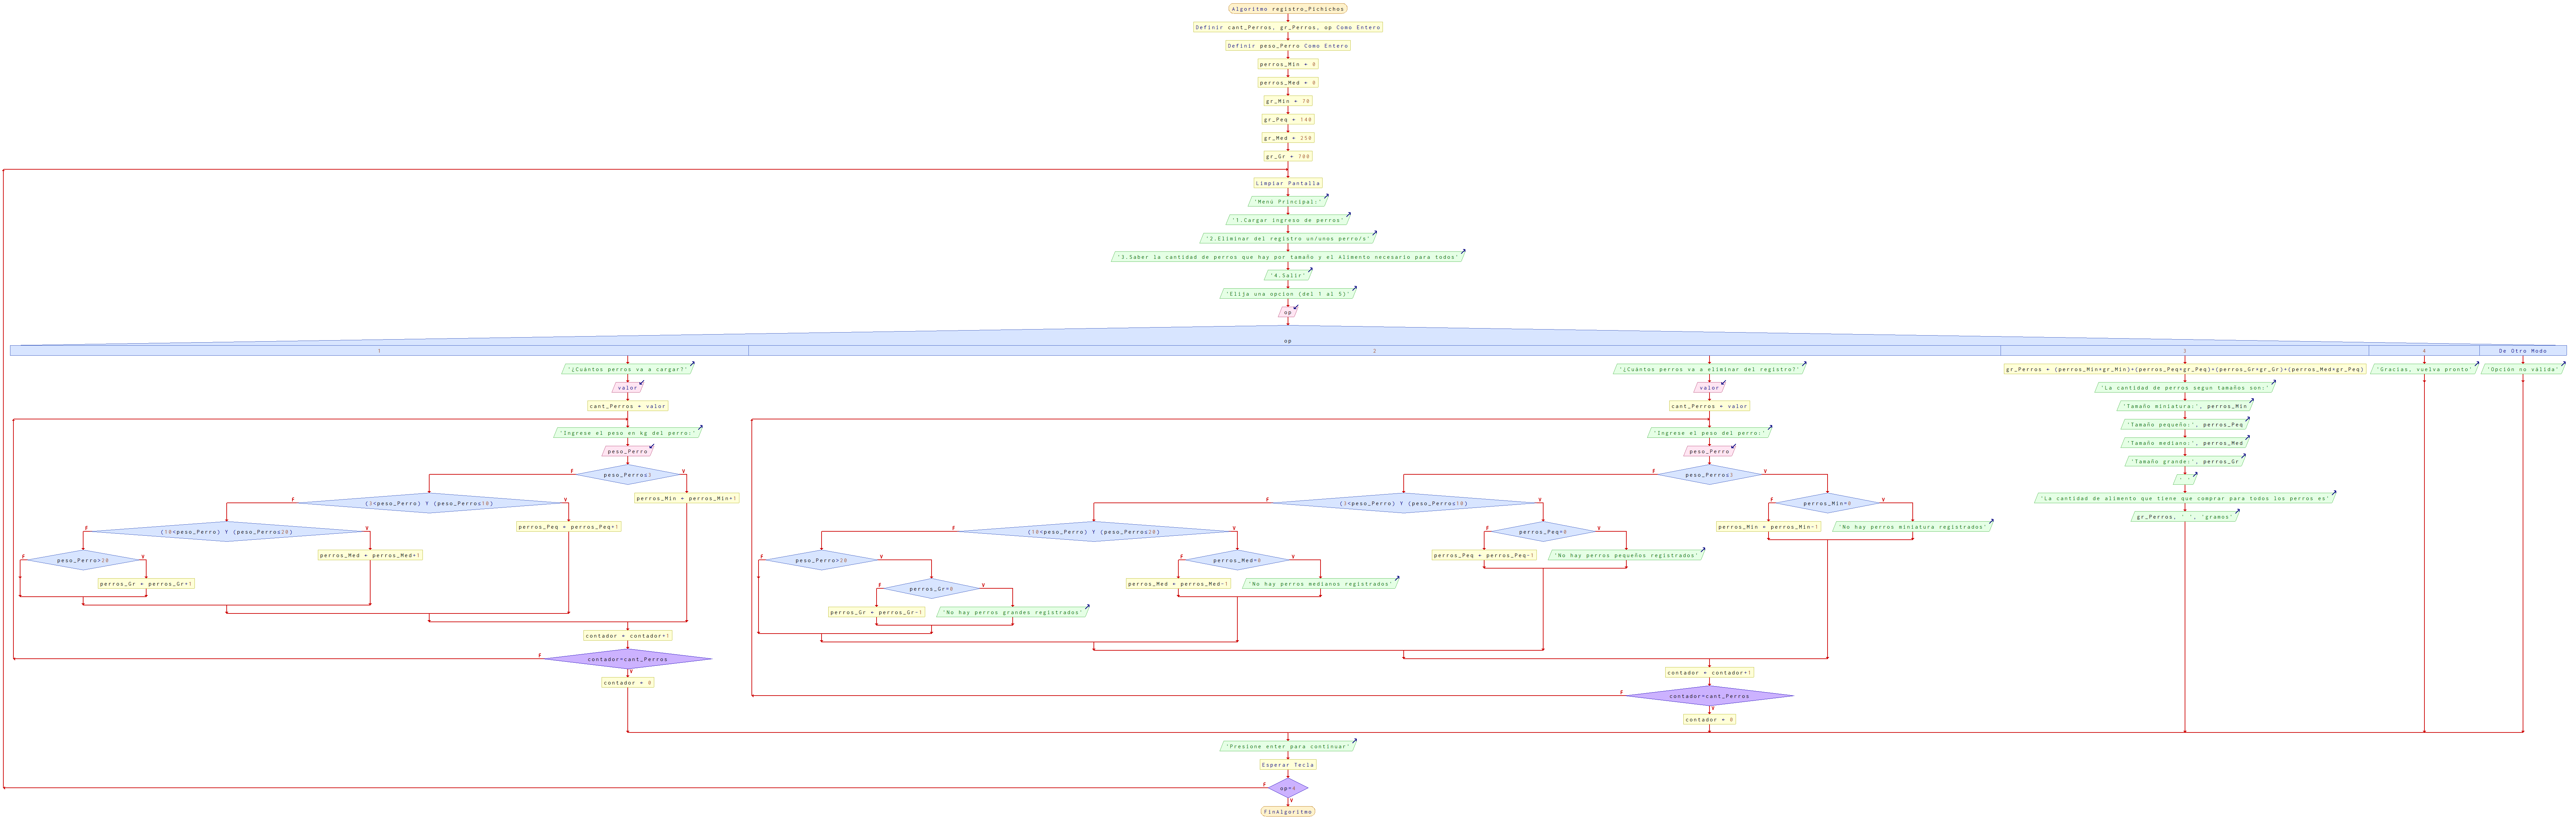 Algoritmo registro_Pichichos
Definir cant_Perros, gr_Perros, op Como Entero
Definir peso_Perro Como Entero
perros_Min ← 0
perros_Med ← 0
gr_Min ← 70
gr_Peq ← 140
gr_Med ← 250
gr_Gr ← 700
Limpiar Pantalla
'Menu Principal:'
'1.Cargar ingreso de perros'
'2.Eliminar del registro un/unos perro/s'
'3.Saber la cantidad de perros que hay por tamaño y el Alimento necesario para todos'
'4.Salir'
'Elija una opcion (del 1 al 5)'
op
op
1
2
3
4
De Otro Modo
'¿Cuántos perros va a cargar?'
valor
cant_Perros ← valor
'Ingrese el peso en kg del perro:'
peso_Perro
peso_Perro≤3
F
V
perros_Min ← perros_Min+1
(3<peso_Perro) Y (peso_Perro≤10)
F
V
perros_Peq ← perros_Peq+1
(10<peso_Perro) Y (peso_Perro≤20)
F
V
perros_Med ← perros_Med+1
peso_Perro>20
F
V
perros_Gr ← perros_Gr+1
contador ← contador+1
contador=cant_Perros
F
V
contador ← 0
'¿Cuántos perros va a eliminar del registro?'
valor
cant_Perros ← valor
'Ingrese el peso del perro:'
peso_Perro
peso_Perro≤3
F
V
perros_Min=0
F
V
perros_Min ← perros_Min-1
'No hay perros miniatura registrados'
(3<peso_Perro) Y (peso_Perro≤10)
F
V
perros_Peq=0
F
V
perros_Peq ← perros_Peq-1
'No hay perros pequeños registrados'
(10<peso_Perro) Y (peso_Perro≤20)
F
V
perros_Med=0
F
V
perros_Med ← perros_Med-1
'No hay perros medianos registrados'
peso_Perro>20
F
V
perros_Gr=0
F
V
perros_Gr ← perros_Gr-1
'No hay perros grandes registrados'
contador ← contador+1
contador=cant_Perros
F
V
contador ← 0
gr_Perros ← (perros_Min*gr_Min)+(perros_Peq*gr_Peq)+(perros_Gr*gr_Gr)+(perros_Med*gr_Peq)
'La cantidad de perros segun tamaños son:'
'Tamaño miniatura:', perros_Min
'Tamaño pequeño:', perros_Peq
'Tamaño mediano:', perros_Med
'Tamaño grande:', perros_Gr
' '
'La cantidad de alimento que tiene que comprar para todos los perros es'
gr_Perros, ' ', 'gramos'
'Gracias, vuelva pronto'
'Opción no válida'
'Presione enter para continuar'
Esperar Tecla
op=4
F
V
FinAlgoritmo